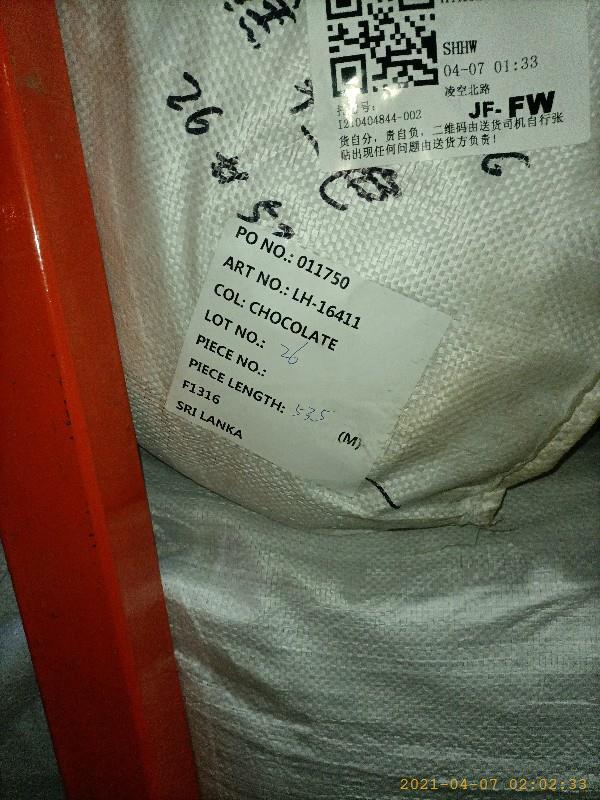 SHHW
04-07 01:33
凌空北路
I210404844-002
JF-FW
货自分，责自负，二维码由送货司机自行张
贴出现任何问题由送货方负责！
26
PO NO.: 011750
ART NO.: LH-16411
COL: CHOCOLATE
LOT NO.: 26
PIECE NO.:
PIECE LENGTH: 53.5 (M)
F1316
SRI LANKA
2021-04-07 02:02:33